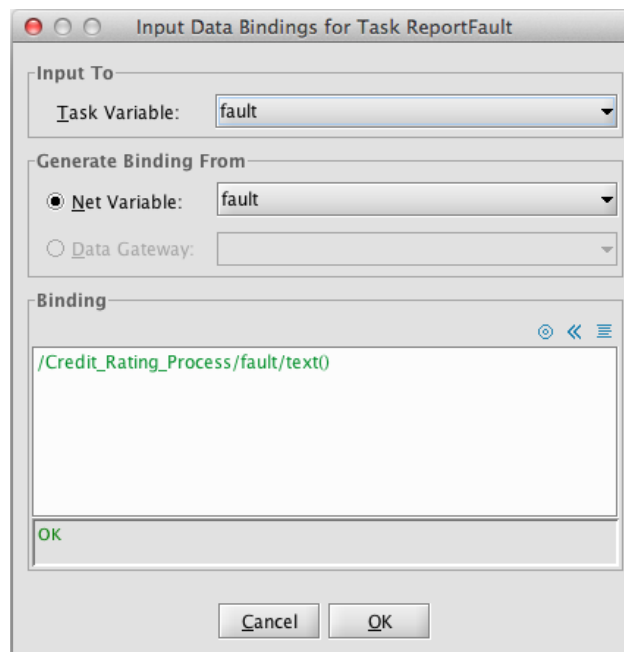 Input Data Bindings for Task ReportFault
Input To
Task Variable: fault
Generate Binding From
Net Variable: fault
Data Gateway:
Binding
/Credit_Rating_Process/fault/text()
OK
Cancel OK